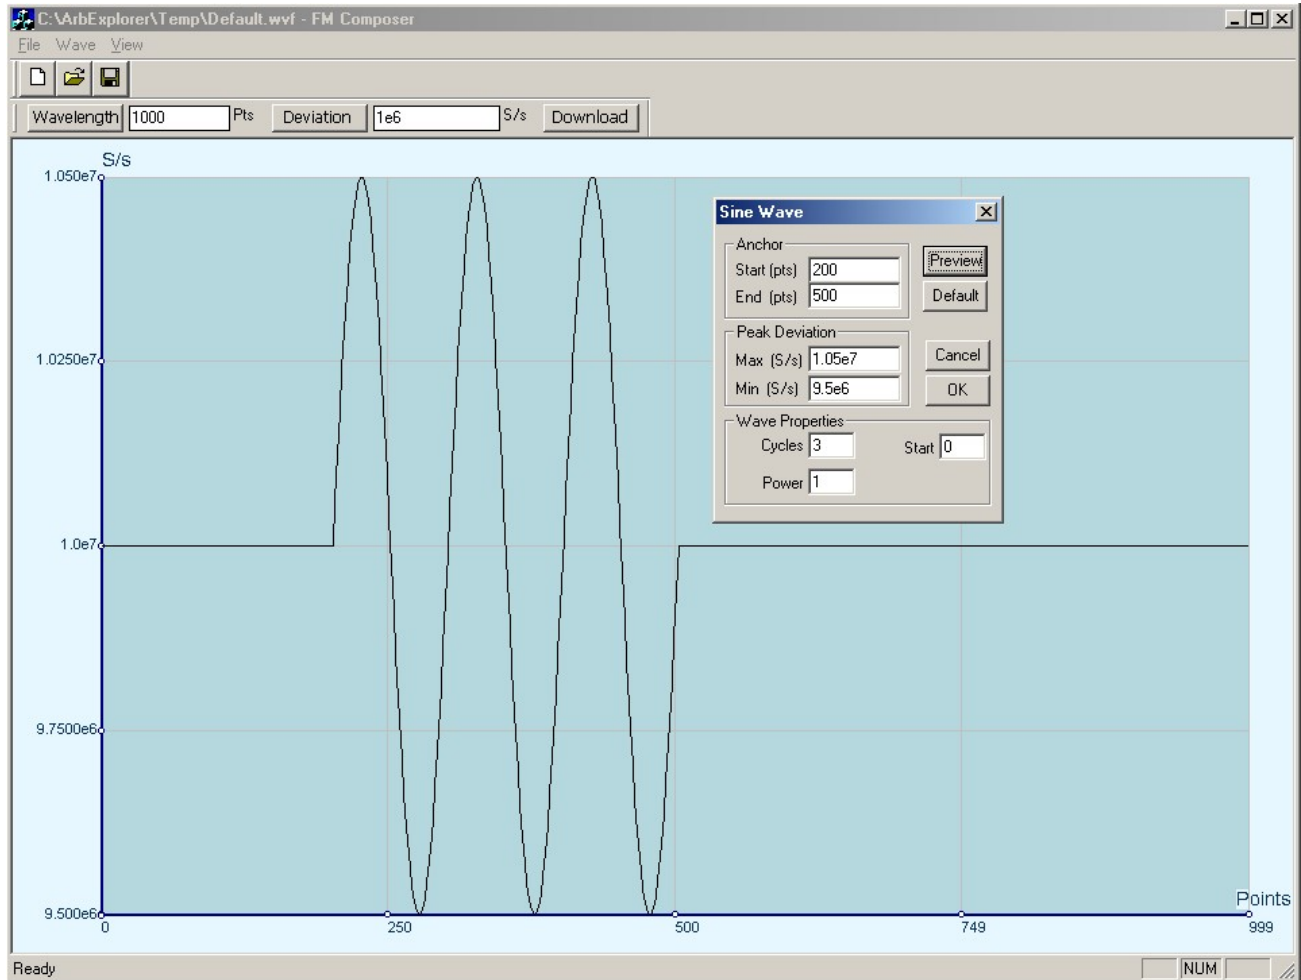 C:\ArbExplorer\Temp\Default.wvf - FM Composer
File Wave View
Wavelength 1000 Pts Deviation 1e6 S/s Download
S/s
1.050e7
1.0250e7
1.0e7
9.7500e6
9.500e6
0 250 500 749 999
Points
Sine Wave
Anchor
Start (pts) 200
End (pts) 500
Preview
Default
Peak Deviation
Max (S/s) 1.05e7
Min (S/s) 9.5e6
Cancel
OK
Wave Properties
Cycles 3 Start 0
Power 1
Ready NUM